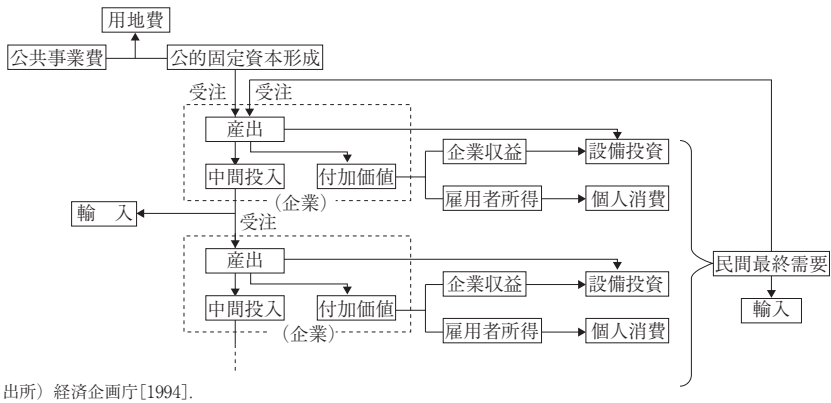 用地費
公共事業費
公的固定資本形成
受注
受注
産出
中間投入
付加価値
企業収益
設備投資
雇用者所得
個人消費
(企業)
輸 入
受注
産出
中間投入
付加価値
企業収益
設備投資
雇用者所得
個人消費
(企業)
民間最終需要
輸入
出所) 経済企画庁[1994].